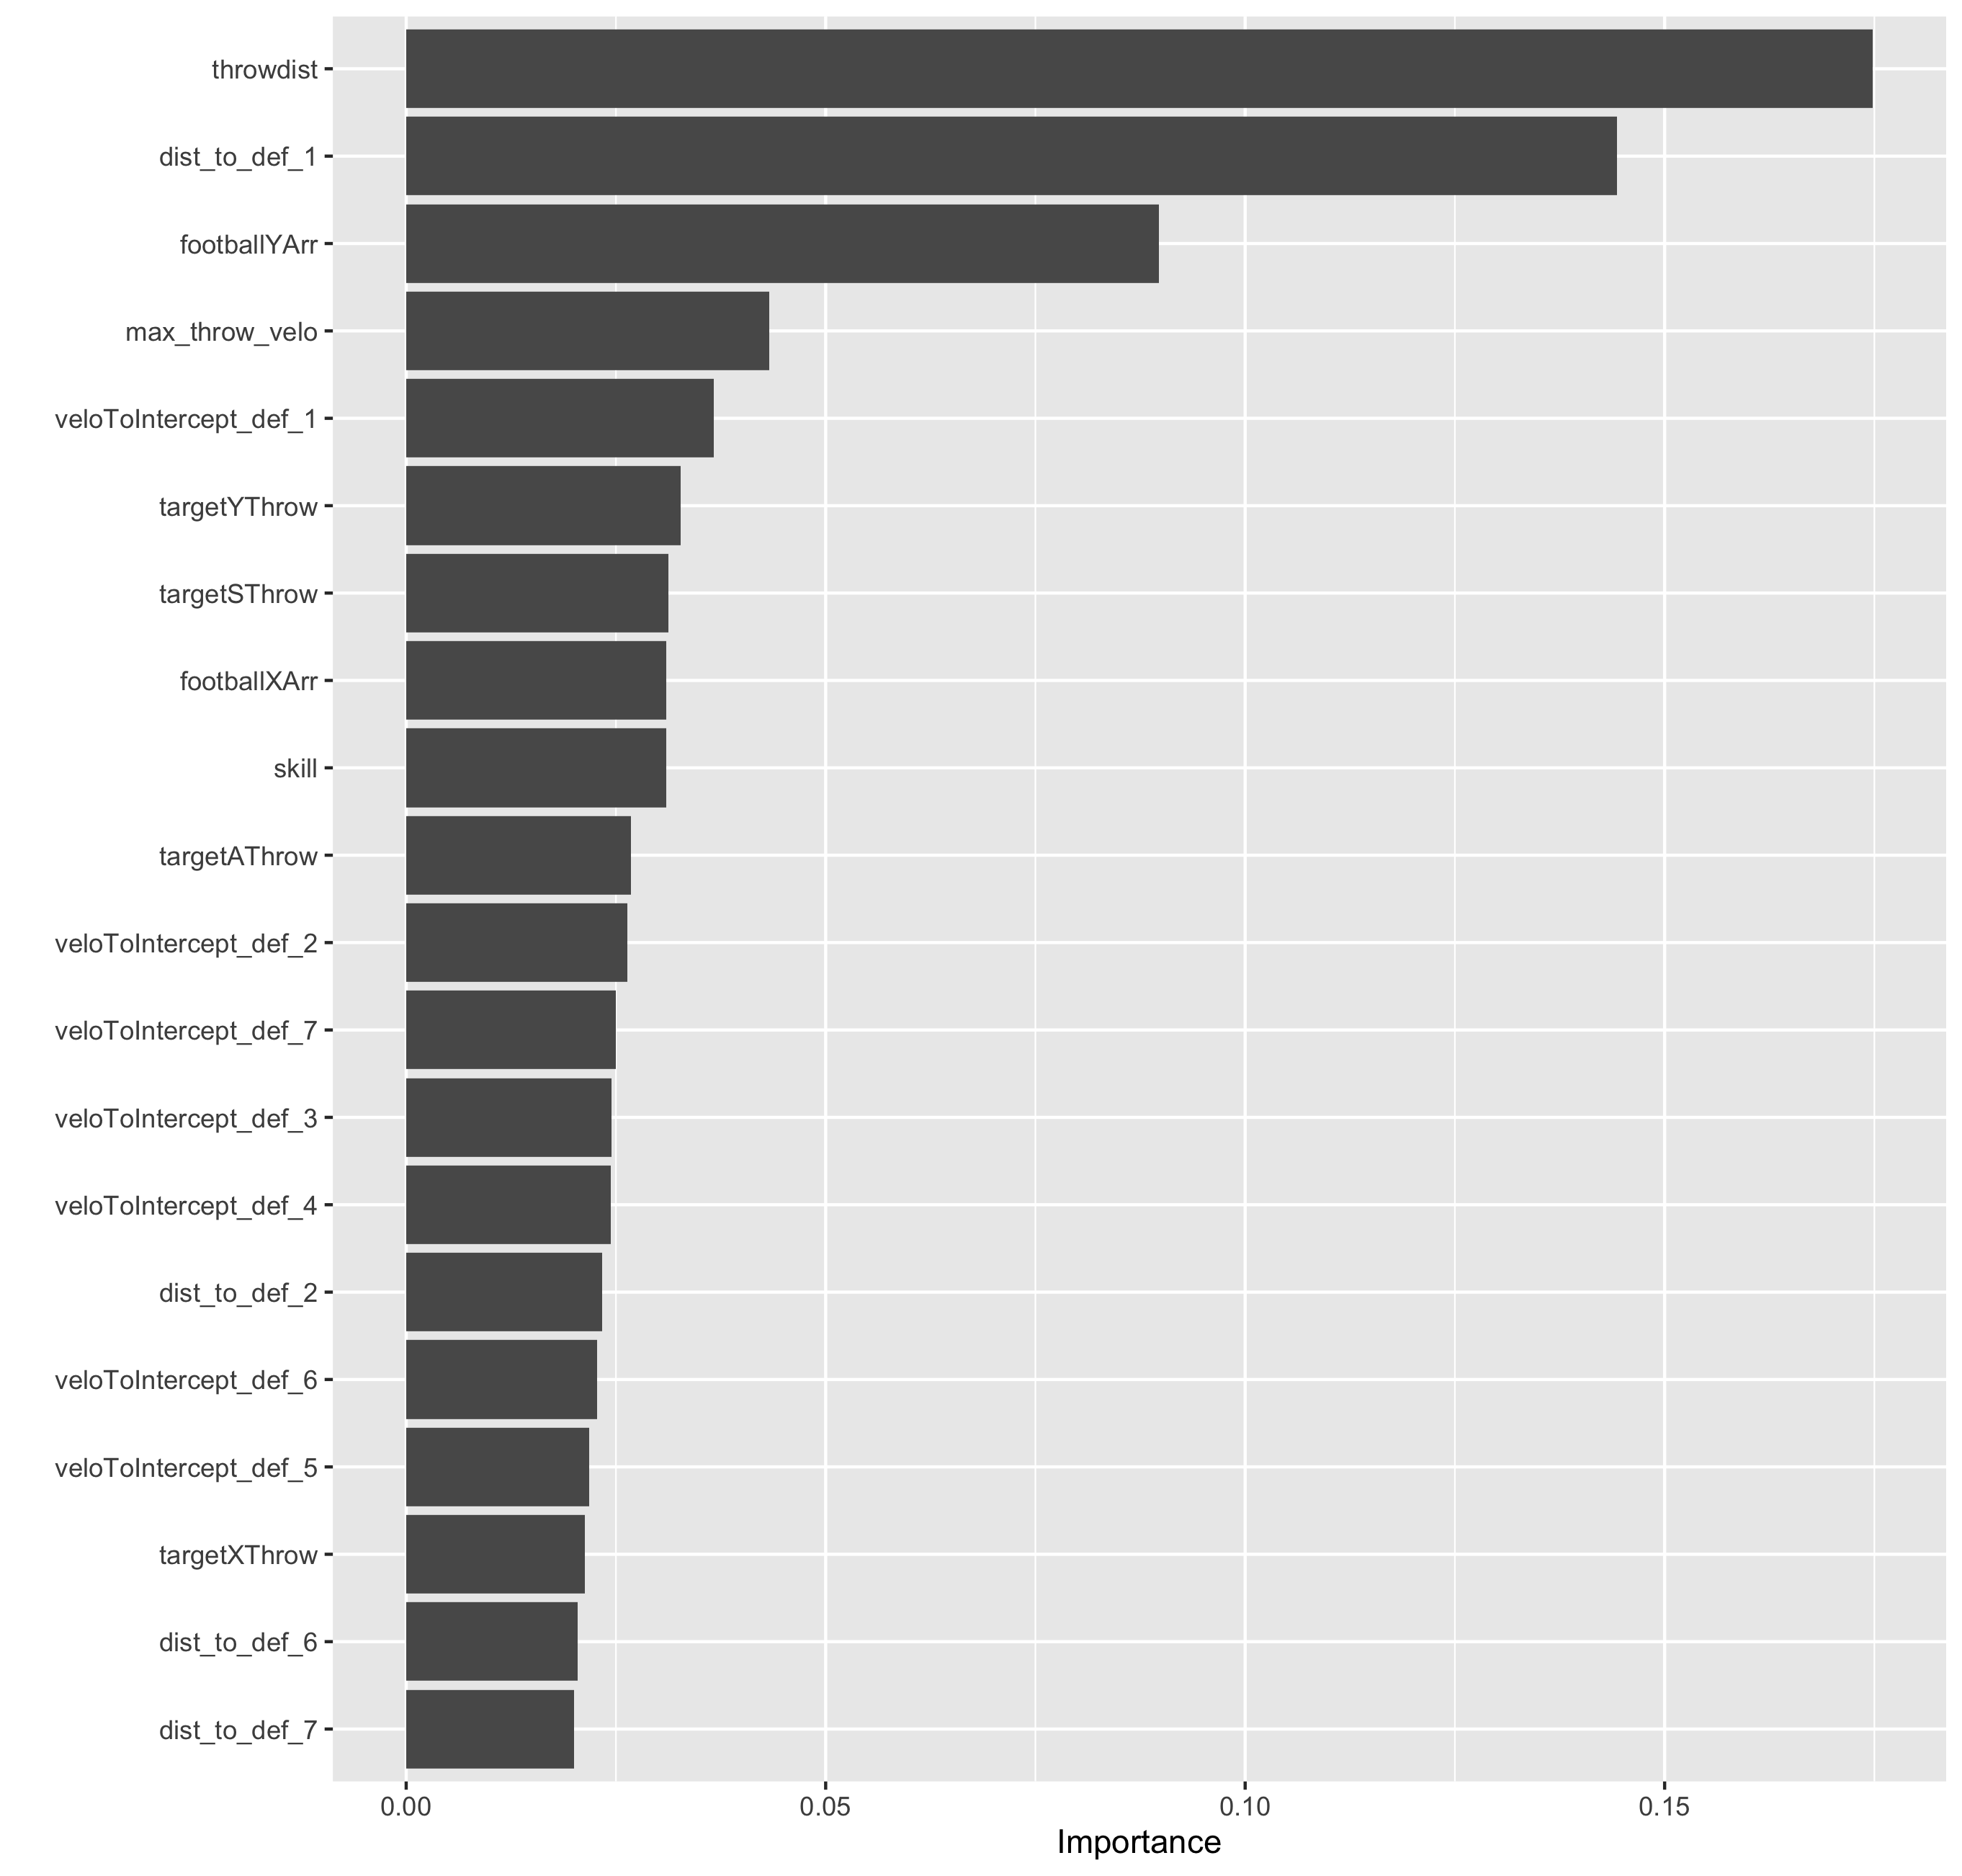 throwdist
dist_to_def_1
footballYArr
max_throw_velo
veloToIntercept_def_1
targetYThrow
targetSThrow
footballXArr
skill
targetAThrow
veloToIntercept_def_2
veloToIntercept_def_7
veloToIntercept_def_3
veloToIntercept_def_4
dist_to_def_2
veloToIntercept_def_6
veloToIntercept_def_5
targetXThrow
dist_to_def_6
dist_to_def_7
0.00 0.05 0.10 0.15
Importance